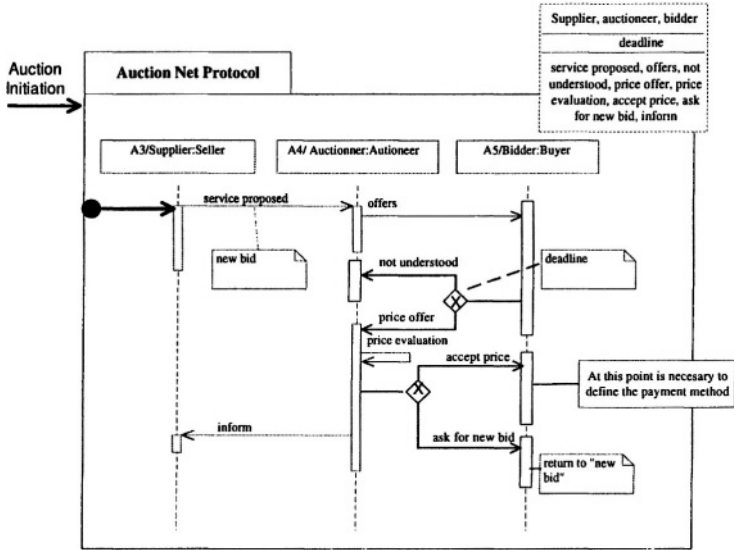 Supplier, auctioneer, bidder
deadline
service proposed, offers, not
understood, price offer, price
evaluation, accept price, ask
for new bid, inform
Auction
Initiation
Auction Net Protocol
A3/Supplier:Seller
A4/ Auctionner:Autioneer
A5/Bidder:Buyer
service proposed
offers
new bid
not understood
deadline
X
price offer
price evaluation
accept price
X
At this point is necesary to
define the payment method
inform
ask for new bid
return to "new
bid"